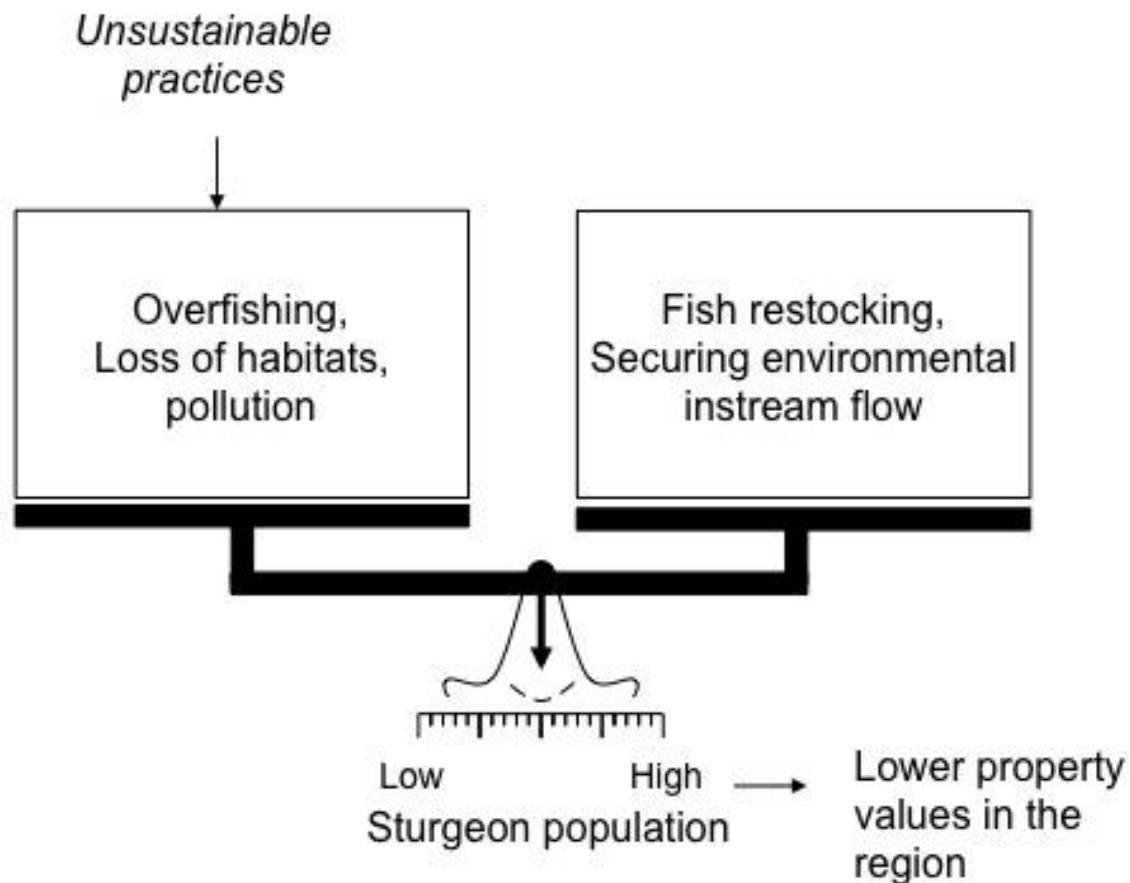 Unsustainable
practices
Overfishing,
Loss of habitats,
pollution
Fish restocking,
Securing environmental
instream flow
Low
High
Sturgeon population
Lower property
values in the
region